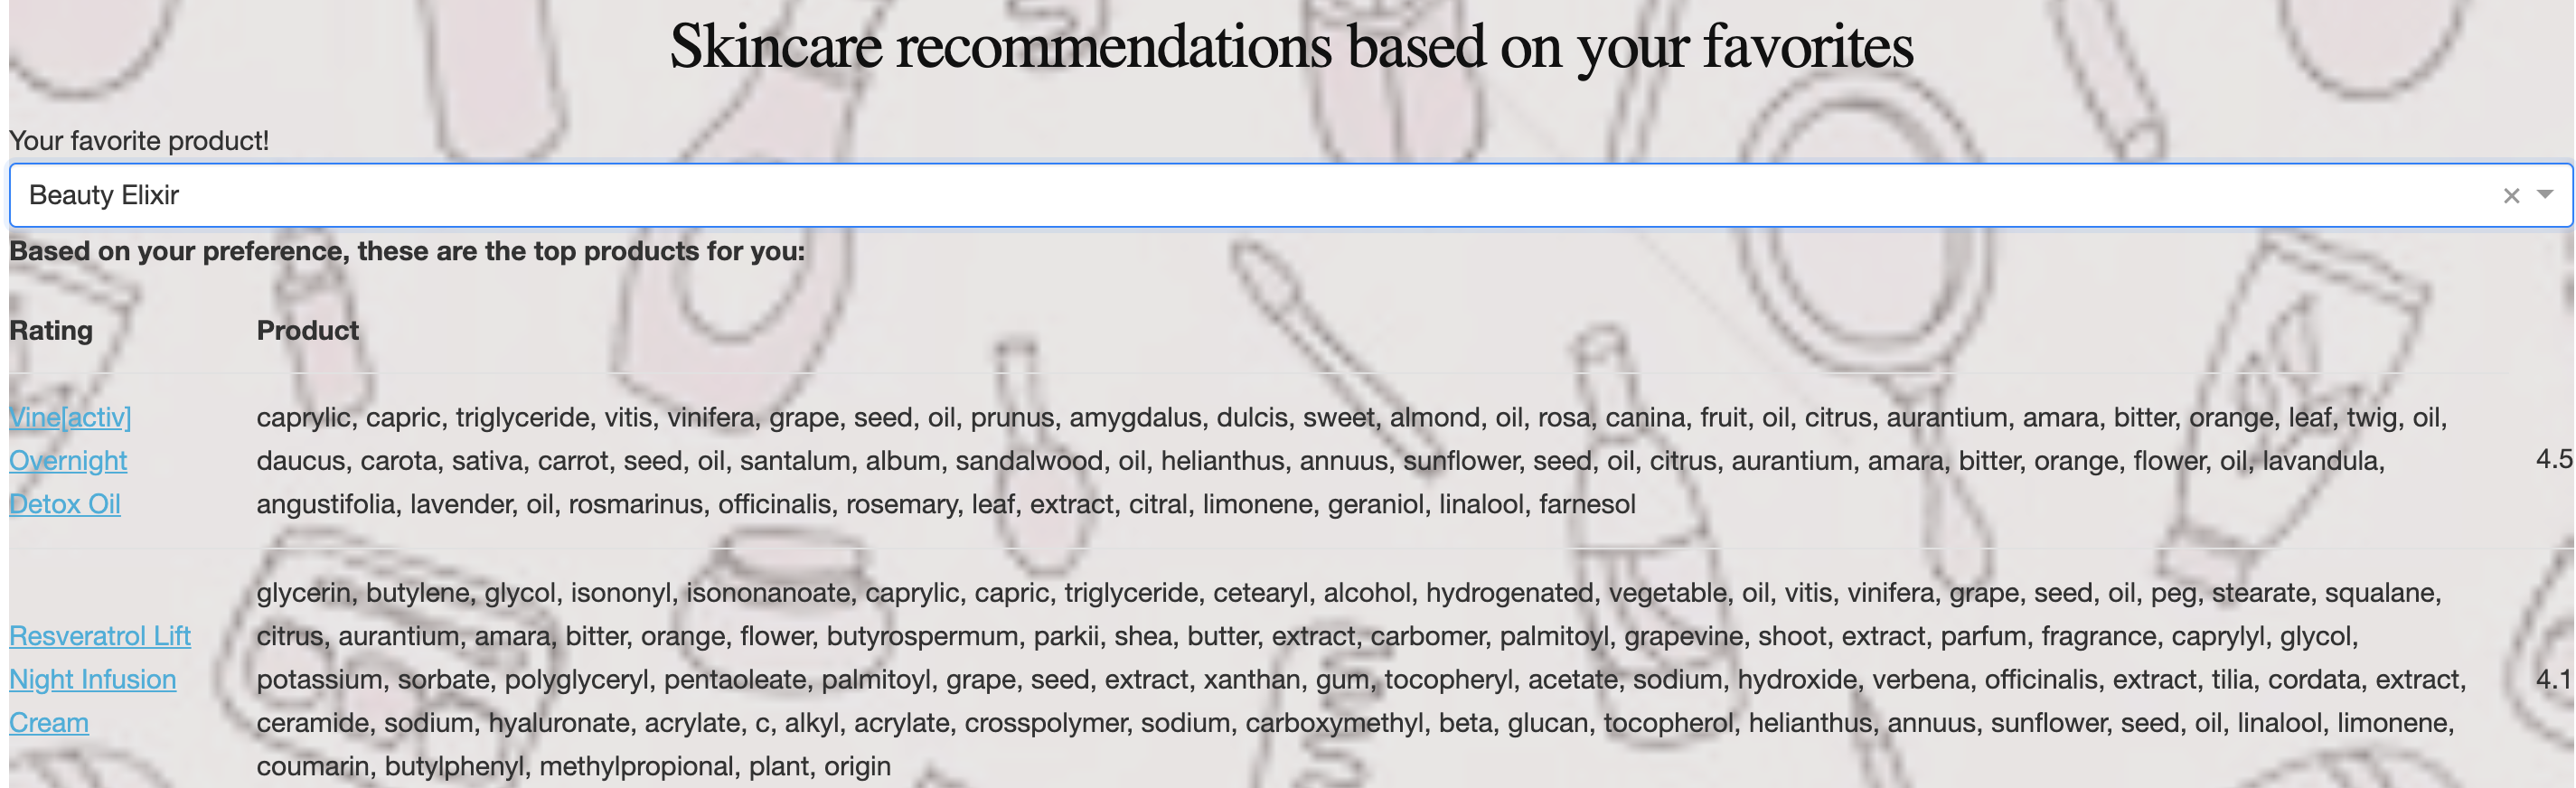 Skincare recommendations based on your favorites
Your favorite product!
Beauty Elixir
Based on your preference, these are the top products for you:
Rating Product
Vine[activ]
Overnight
Detox Oil
caprylic, capric, triglyceride, vitis, vinifera, grape, seed, oil, prunus, amygdalus, dulcis, sweet, almond, oil, rosa, canina, fruit, oil, citrus, aurantium, amara, bitter, orange, leaf, twig, oil,
daucus, carota, sativa, carrot, seed, oil, santalum, album, sandalwood, oil, helianthus, annuus, sunflower, seed, oil, citrus, aurantium, amara, bitter, orange, flower, oil, lavandula,
angustifolia, lavender, oil, rosmarinus, officinalis, rosemary, leaf, extract, citral, limonene, geraniol, linalool, farnesol
4.5
Resveratrol Lift
Night Infusion
Cream
glycerin, butylene, glycol, isononyl, isononanoate, caprylic, capric, triglyceride, cetearyl, alcohol, hydrogenated, vegetable, oil, vitis, vinifera, grape, seed, oil, peg, stearate, squalane,
citrus, aurantium, amara, bitter, orange, flower, butyrospermum, parkii, shea, butter, extract, carbomer, palmitoyl, grapevine, shoot, extract, parfum, fragrance, caprylyl, glycol,
potassium, sorbate, polyglyceryl, pentaoleate, palmitoyl, grape, seed, extract, xanthan, gum, tocopheryl, acetate, sodium, hydroxide, verbena, officinalis, extract, tilia, cordata, extract,
ceramide, sodium, hyaluronate, acrylate, c, alkyl, acrylate, crosspolymer, sodium, carboxymethyl, beta, glucan, tocopherol, helianthus, annuus, sunflower, seed, oil, linalool, limonene,
coumarin, butylphenyl, methylpropional, plant, origin
4.1